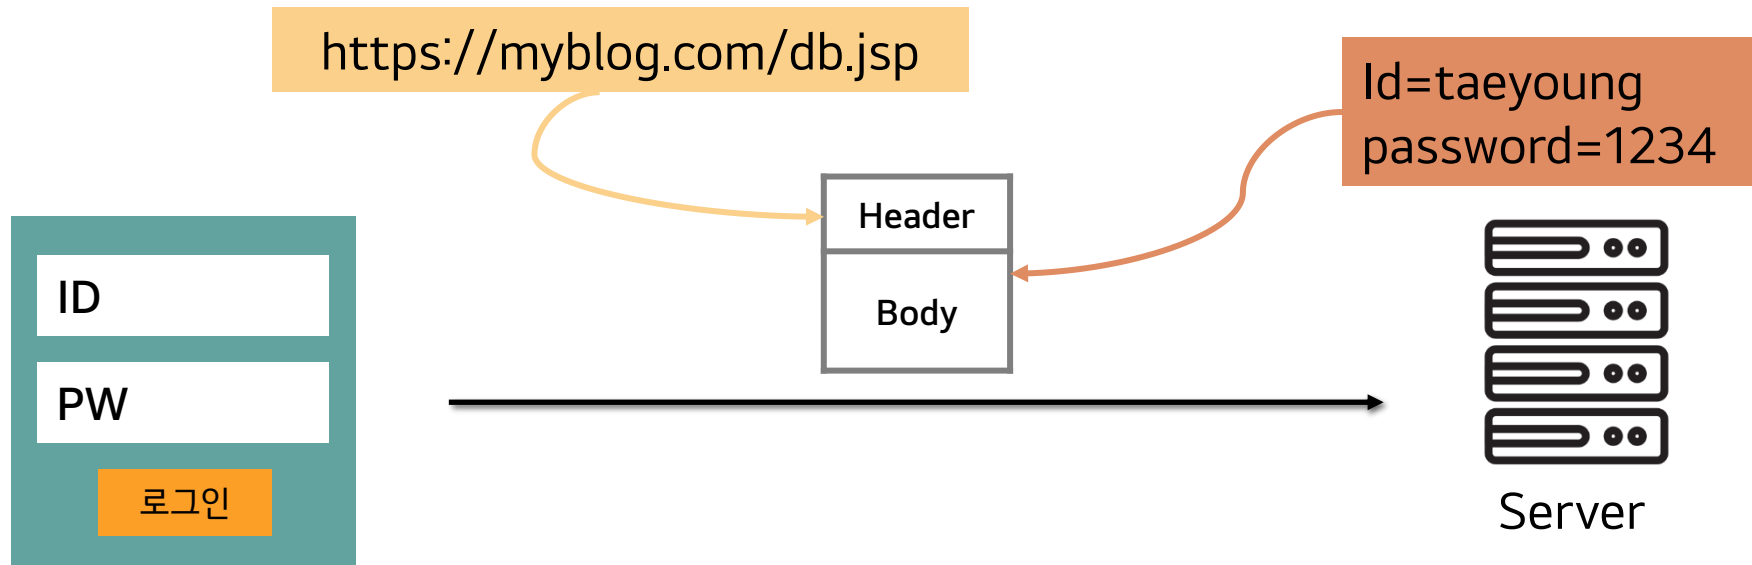 https://myblog.com/db.jsp
Id=taeyoung
password=1234
Header
Body
ID
PW
로그인
Server